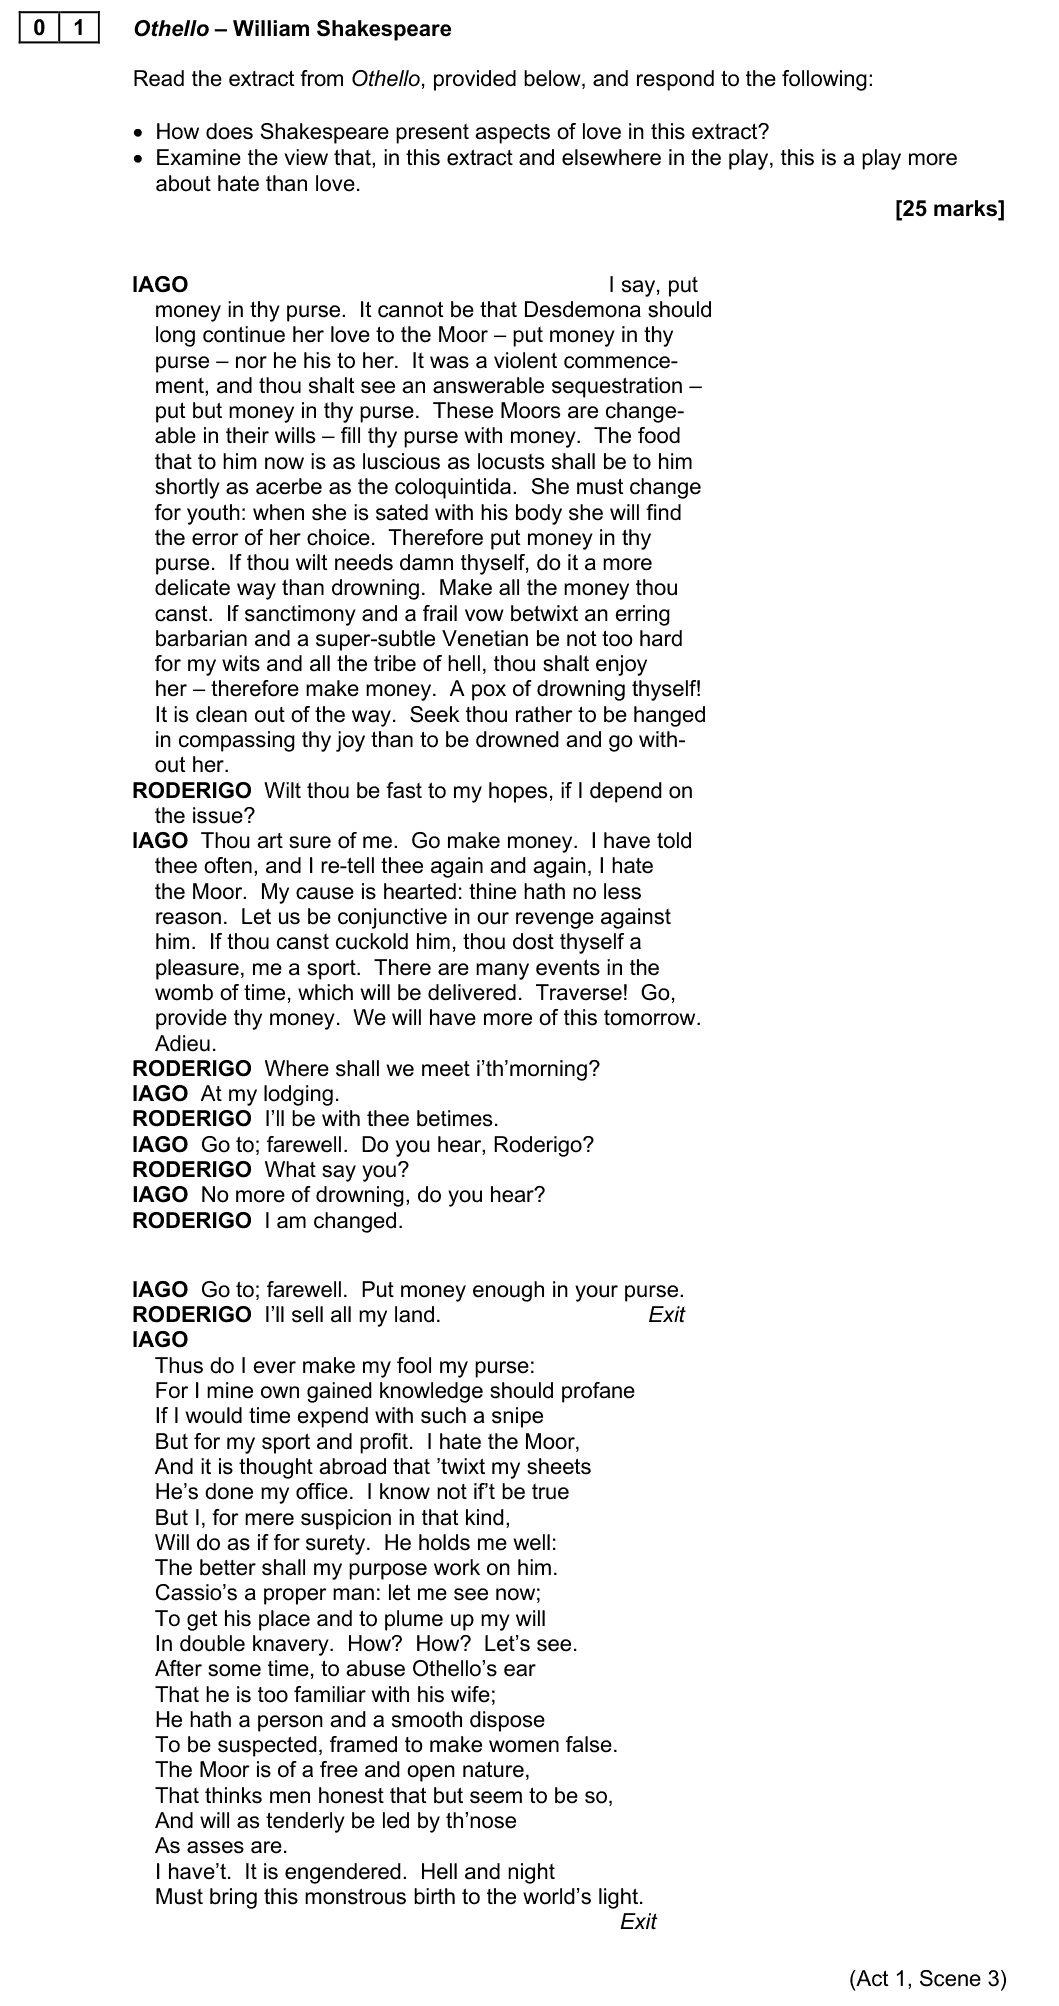 0 1 Othello – William Shakespeare
Read the extract from Othello, provided below, and respond to the following:
• How does Shakespeare present aspects of love in this extract?
• Examine the view that, in this extract and elsewhere in the play, this is a play more
about hate than love.
[25 marks]
IAGO I say, put
money in thy purse. It cannot be that Desdemona should
long continue her love to the Moor – put money in thy
purse – nor he his to her. It was a violent commence-
ment, and thou shalt see an answerable sequestration –
put but money in thy purse. These Moors are change-
able in their wills – fill thy purse with money. The food
that to him now is as luscious as locusts shall be to him
shortly as acerbe as the coloquintida. She must change
for youth: when she is sated with his body she will find
the error of her choice. Therefore put money in thy
purse. If thou wilt needs damn thyself, do it a more
delicate way than drowning. Make all the money thou
canst. If sanctimony and a frail vow betwixt an erring
barbarian and a super-subtle Venetian be not too hard
for my wits and all the tribe of hell, thou shalt enjoy
her – therefore make money. A pox of drowning thyself!
It is clean out of the way. Seek thou rather to be hanged
in compassing thy joy than to be drowned and go with-
out her.
RODERIGO Wilt thou be fast to my hopes, if I depend on
the issue?
IAGO Thou art sure of me. Go make money. I have told
thee often, and I re-tell thee again and again, I hate
the Moor. My cause is hearted: thine hath no less
reason. Let us be conjunctive in our revenge against
him. If thou canst cuckold him, thou dost thyself a
pleasure, me a sport. There are many events in the
womb of time, which will be delivered. Traverse! Go,
provide thy money. We will have more of this tomorrow.
Adieu.
RODERIGO Where shall we meet i’th’morning?
IAGO At my lodging.
RODERIGO I’ll be with thee betimes.
IAGO Go to; farewell. Do you hear, Roderigo?
RODERIGO What say you?
IAGO No more of drowning, do you hear?
RODERIGO I am changed.
IAGO Go to; farewell. Put money enough in your purse.
RODERIGO I’ll sell all my land. Exit
IAGO
Thus do I ever make my fool my purse:
For I mine own gained knowledge should profane
If I would time expend with such a snipe
But for my sport and profit. I hate the Moor,
And it is thought abroad that ’twixt my sheets
He’s done my office. I know not if’t be true
But I, for mere suspicion in that kind,
Will do as if for surety. He holds me well:
The better shall my purpose work on him.
Cassio’s a proper man: let me see now;
To get his place and to plume up my will
In double knavery. How? How? Let’s see.
After some time, to abuse Othello’s ear
That he is too familiar with his wife;
He hath a person and a smooth dispose
To be suspected, framed to make women false.
The Moor is of a free and open nature,
That thinks men honest that but seem to be so,
And will as tenderly be led by th’nose
As asses are.
I have’t. It is engendered. Hell and night
Must bring this monstrous birth to the world’s light.
Exit
(Act 1, Scene 3)